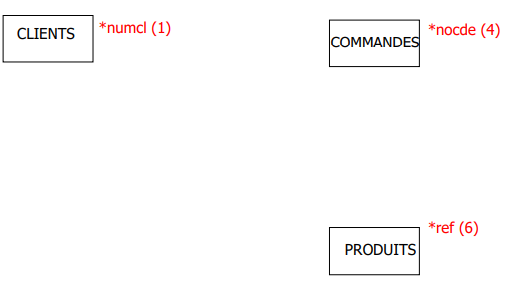 CLIENTS
*numcl (1)
COMMANDES
*nocde (4)
*ref (6)
PRODUITS